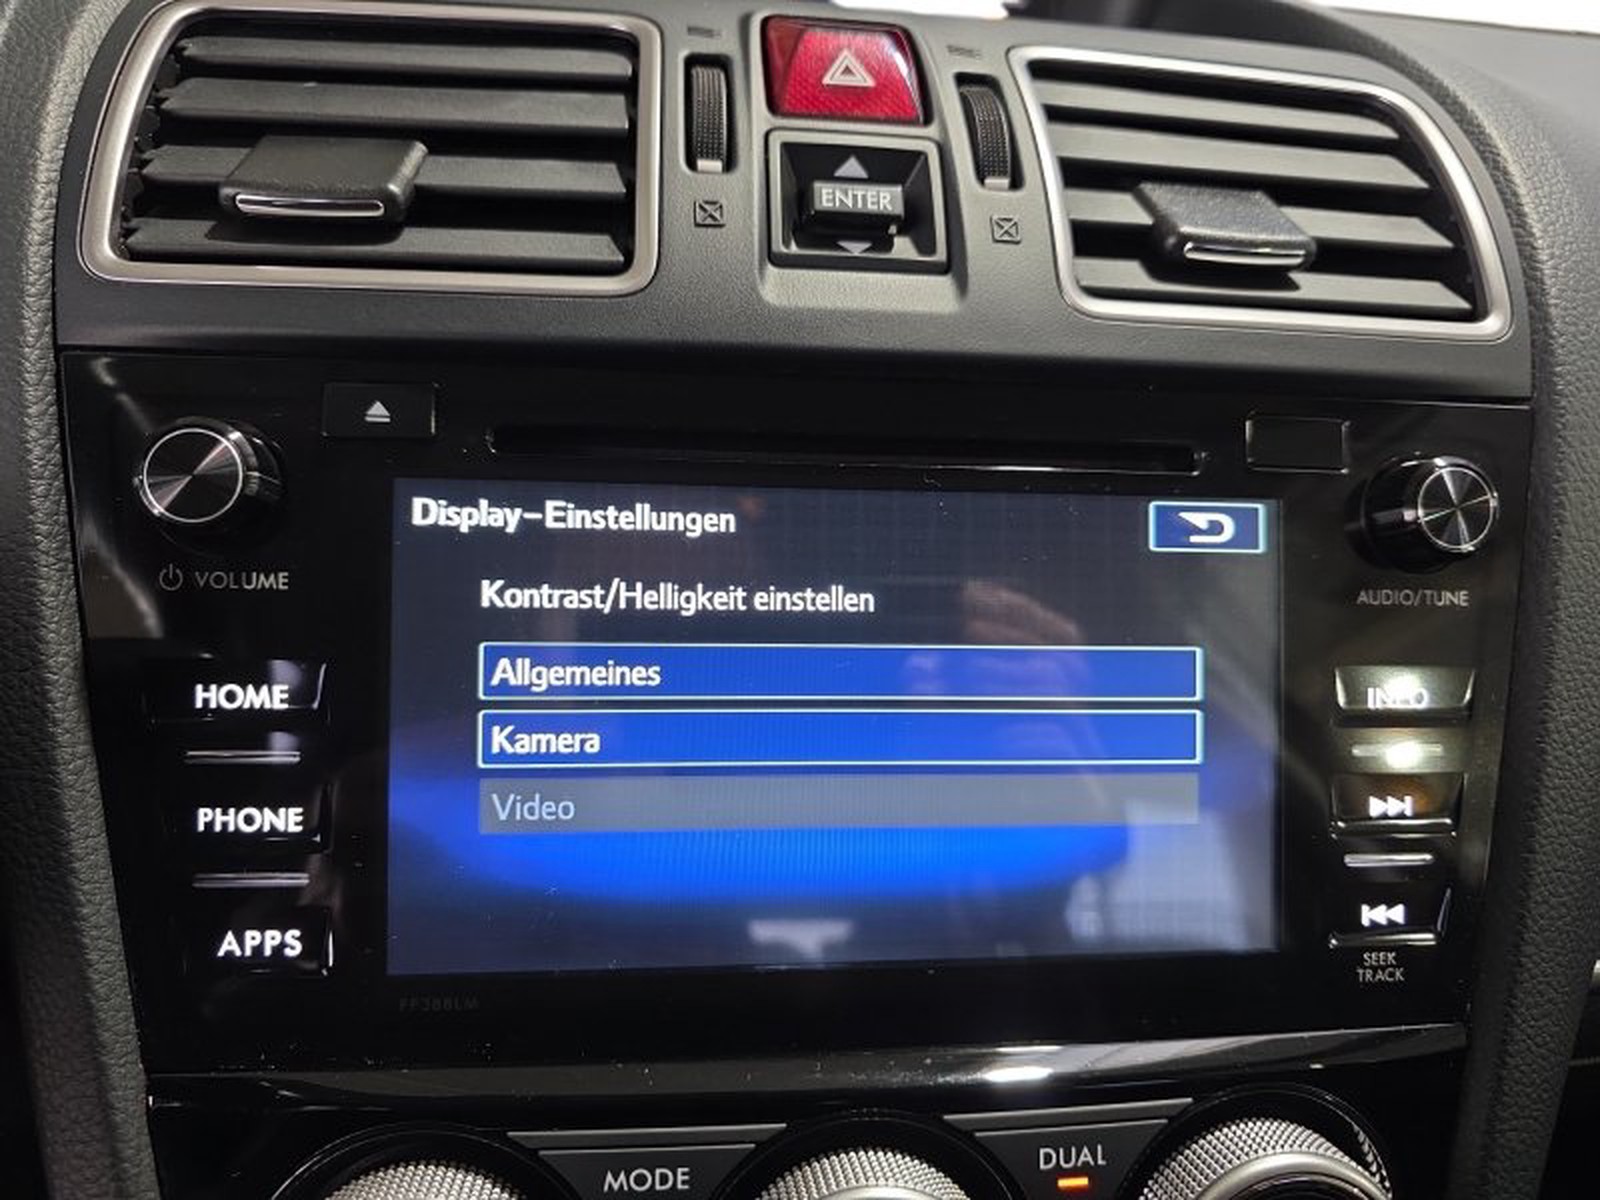 ENTER
VOLUME
AUDIO/TUNE
Display-Einstellungen
Kontrast/Helligkeit einstellen
Allgemeines
Kamera
Video
HOME
PHONE
APPS
INFO
SEEK
TRACK
MODE
DUAL